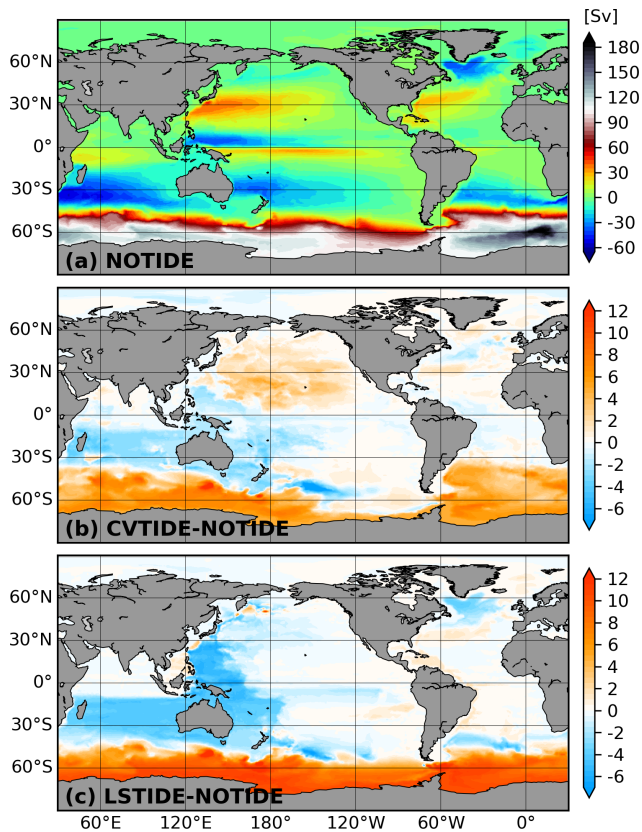 [Sv]
60°N
30°N
0°
30°S
60°S
(a) NOTIDE
180
150
120
90
60
30
0
-30
-60
60°N
30°N
0°
30°S
60°S
(b) CVTIDE-NOTIDE
12
10
8
6
4
2
0
-2
-4
-6
60°N
30°N
0°
30°S
60°S
(c) LSTIDE-NOTIDE
12
10
8
6
4
2
0
-2
-4
-6
60°E 120°E 180° 120°W 60°W 0°